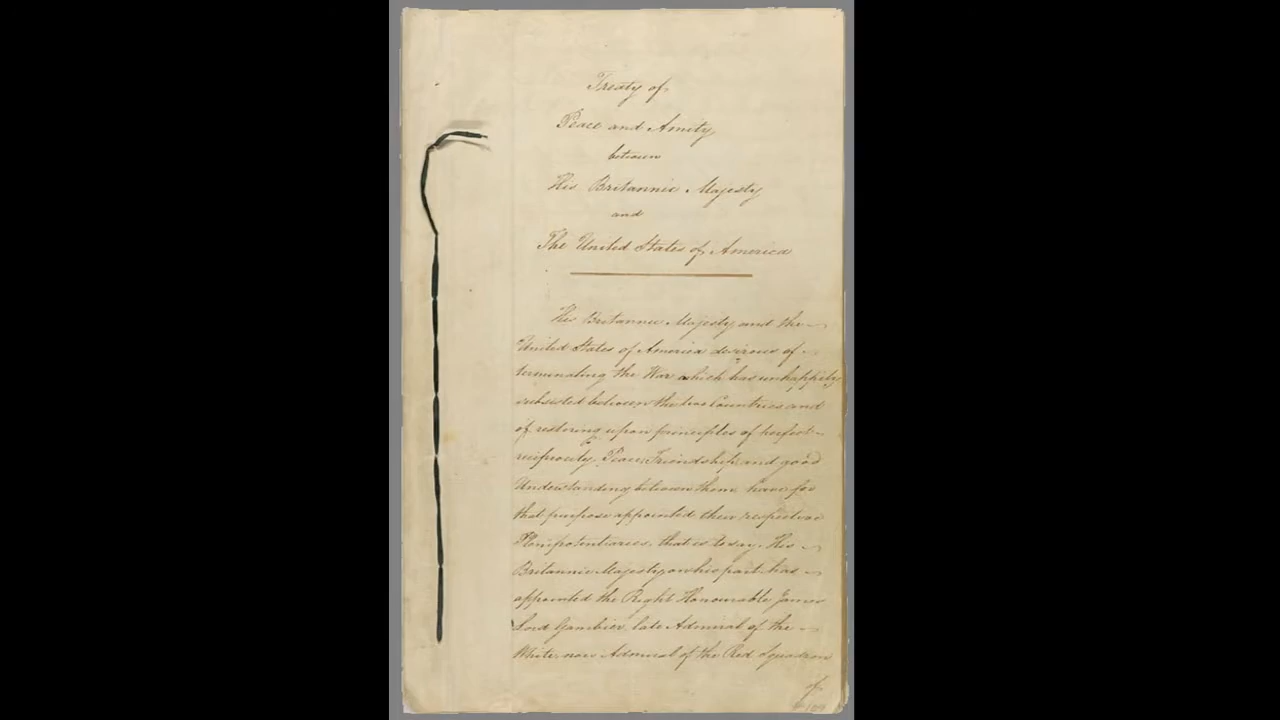 Treaty of
Peace and Amity
between
His Britannic Majesty
and
The United States of America
His Britannic Majesty and the
United States of America desirous of
terminating the War which has unhappily
subsisted between the two Countries and
of restoring upon principles of perfect
reciprocity, Peace, Friendship, and good
Understanding between them, have for
that purpose appointed their respective
Plenipotentiaries, that is to say, His
Britannic Majesty on his part has
appointed the Right Honourable James
Lord Gambier, late Admiral of the
White, now Admiral of the Red Squadron
of